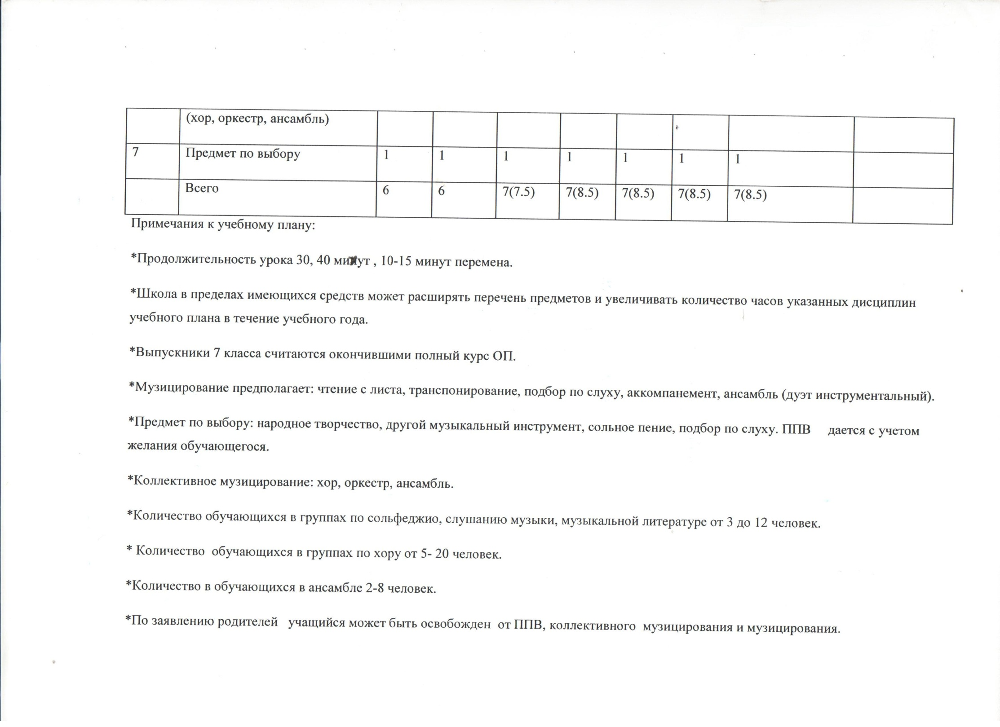 (хор, оркестр, ансамбль)
7 Предмет по выбору 1 1 1 1 1 1 1
Всего 6 6 7(7.5) 7(8.5) 7(8.5) 7(8.5) 7(8.5)
Примечания к учебному плану:
*Продолжительность урока 30, 40 минут , 10-15 минут перемена.
*Школа в пределах имеющихся средств может расширять перечень предметов и увеличивать количество часов указанных дисциплин
учебного плана в течение учебного года.
*Выпускники 7 класса считаются окончившими полный курс ОП.
*Музицирование предполагает: чтение с листа, транспонирование, подбор по слуху, аккомпанемент, ансамбль (дуэт инструментальный).
*Предмет по выбору: народное творчество, другой музыкальный инструмент, сольное пение, подбор по слуху. ППВ дается с учетом
желания обучающегося.
*Коллективное музицирование: хор, оркестр, ансамбль.
*Количество обучающихся в группах по сольфеджио, слушанию музыки, музыкальной литературе от 3 до 12 человек.
* Количество обучающихся в группах по хору от 5- 20 человек.
*Количество в обучающихся в ансамбле 2-8 человек.
*По заявлению родителей учащийся может быть освобожден от ППВ, коллективного музицирования и музицирования.